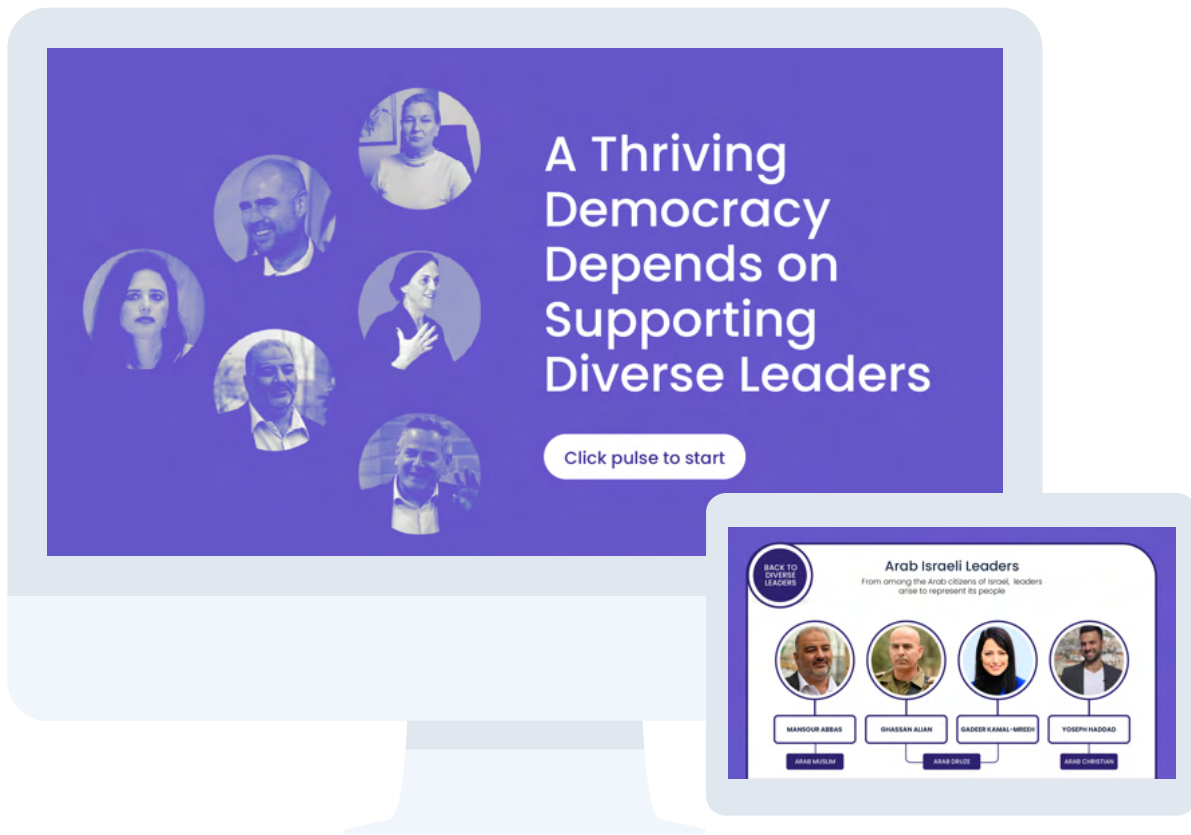 A Thriving
Democracy
Depends on
Supporting
Diverse Leaders
Click pulse to start
BACK TO
DIVERSE
LEADERS
Arab Israeli Leaders
From among the Arab citizens of Israel, leaders
arise to represent its people
MANSOUR ABBAS
GHASSAN ALIAN
GADEER KAMAL-MREEH
YOSEPH HADDAD
ARAB MUSLIM
ARAB DRUZE
ARAB CHRISTIAN